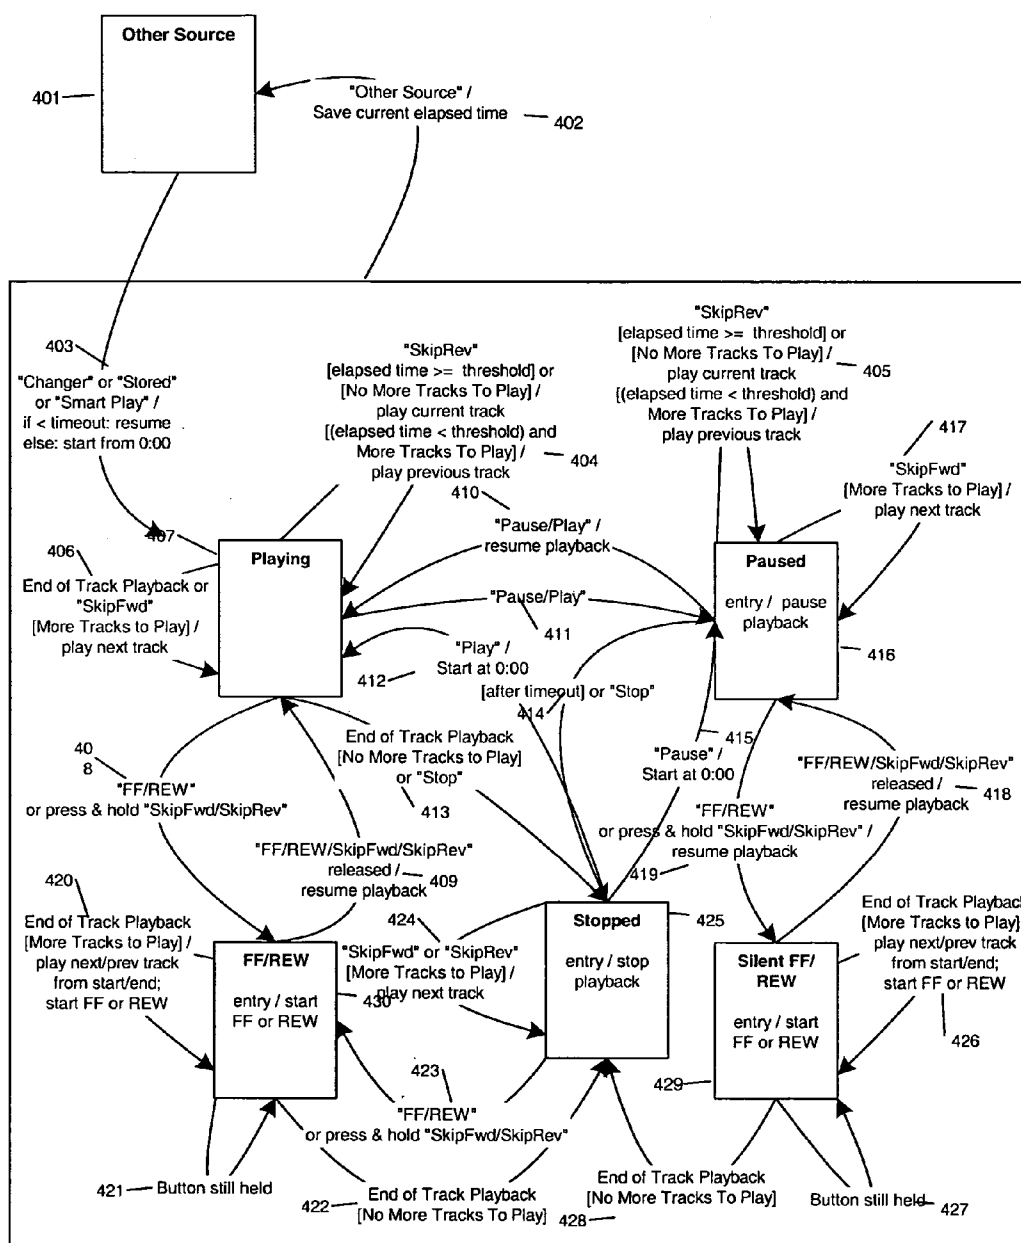 Other Source
401
"Other Source" /
Save current elapsed time
402
403
"Changer" or "Stored"
or "Smart Play" /
if < timeout: resume
else: start from 0:00
"SkipRev"
[elapsed time >= threshold] or
[No More Tracks To Play] /
play current track
[(elapsed time < threshold) and
More Tracks To Play] /
play previous track
404
"SkipRev"
[elapsed time >= threshold] or
[No More Tracks To Play] /
play current track
[(elapsed time < threshold) and
More Tracks To Play] /
play previous track
405
417
"SkipFwd"
[More Tracks to Play] /
play next track
410
"Pause/Play" /
resume playback
407
406
End of Track Playback or
"SkipFwd"
[More Tracks to Play] /
play next track
Playing
Paused
entry / pause
playback
416
"Pause/Play"
411
"Play" /
Start at 0:00
412
[after timeout] or "Stop"
414
415
"Pause" /
Start at 0:00
End of Track Playback
[No More Tracks to Play]
or "Stop"
413
40
8
"FF/REW"
or press & hold "SkipFwd/SkipRev"
"FF/REW/SkipFwd/SkipRev"
released /
resume playback
418
"FF/REW"
or press & hold "SkipFwd/SkipRev" /
resume playback
419
"FF/REW/SkipFwd/SkipRev"
released /
resume playback
409
420
End of Track Playback
[More Tracks to Play] /
play next/prev track
from start/end;
start FF or REW
424
"SkipFwd" or "SkipRev"
[More Tracks to Play] /
play next track
FF/REW
entry / start
FF or REW
430
Stopped
entry / stop
playback
425
Silent FF/
REW
entry / start
FF or REW
429
End of Track Playback
[More Tracks to Play]
play next/prev track
from start/end;
start FF or REW
426
423
"FF/REW"
or press & hold "SkipFwd/SkipRev"
421
Button still held
422
End of Track Playback
[No More Tracks To Play]
428
End of Track Playback
[No More Tracks To Play]
Button still held
427